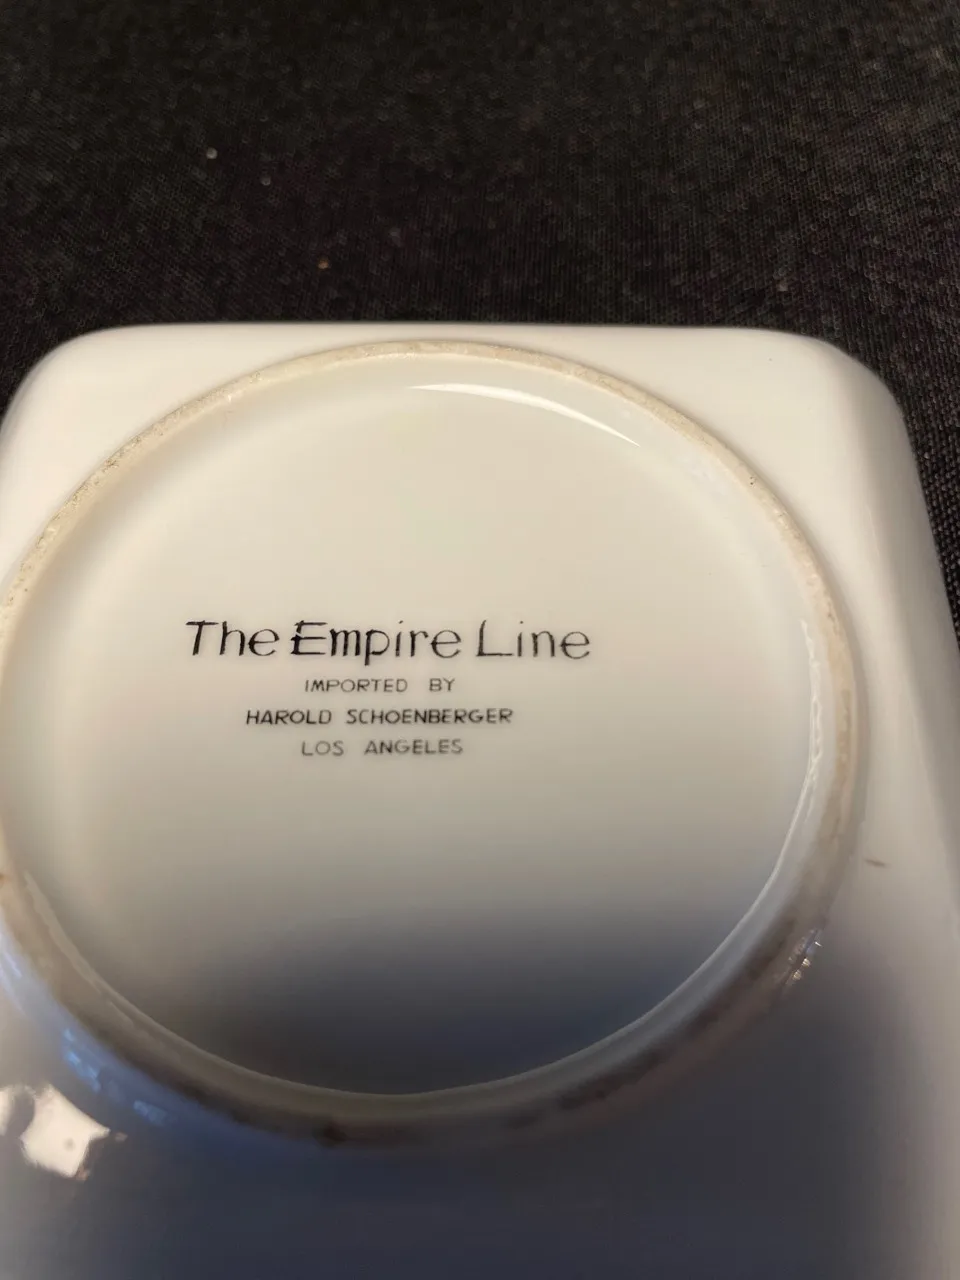 The Empire Line
IMPORTED BY
HAROLD SCHOENBERGER
LOS ANGELES